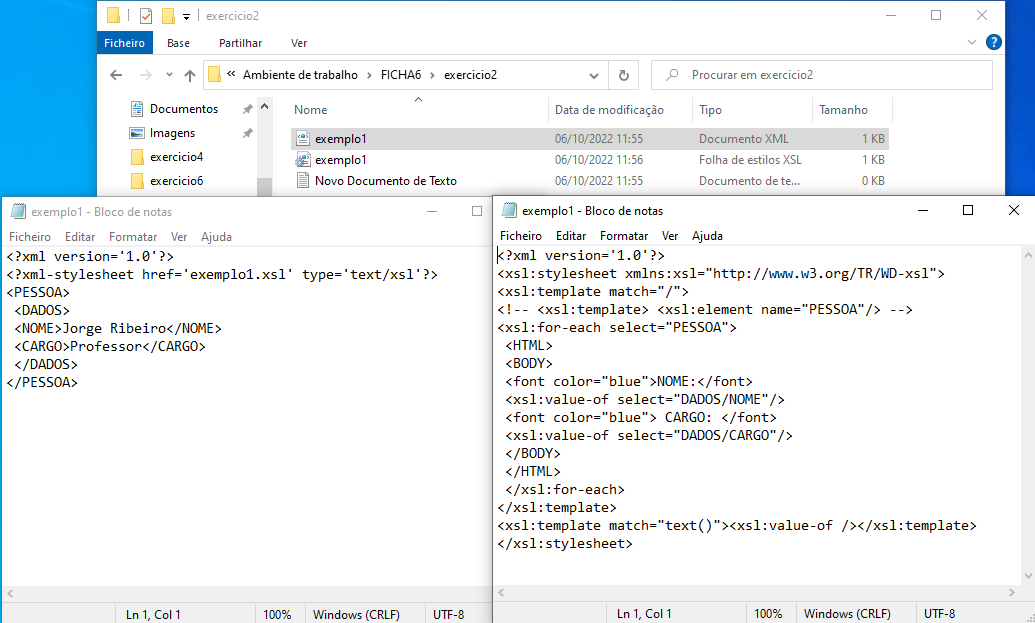 exercicio2
Ficheiro Base Partilhar Ver
« Ambiente de trabalho › FICHA6 › exercicio2
Procurar em exercicio2
Nome Data de modificação Tipo Tamanho
Documentos
Imagens
exercicio4
exercicio6
exemplo1 06/10/2022 11:55 Documento XML 1 KB
exemplo1 06/10/2022 11:56 Folha de estilos XSL 1 KB
Novo Documento de Texto 06/10/2022 11:55 Documento de te... 0 KB
exemplo1 - Bloco de notas
Ficheiro Editar Formatar Ver Ajuda
<?xml version='1.0'?>
<?xml-stylesheet href='exemplo1.xsl' type='text/xsl'?>
<PESSOA>
<DADOS>
<NOME>Jorge Ribeiro</NOME>
<CARGO>Professor</CARGO>
</DADOS>
</PESSOA>
Ln 1, Col 1 100% Windows (CRLF) UTF-8
exemplo1 - Bloco de notas
Ficheiro Editar Formatar Ver Ajuda
<?xml version='1.0'?>
<xsl:stylesheet xmlns:xsl="http://www.w3.org/TR/WD-xsl">
<xsl:template match="/">
<!-- <xsl:template> <xsl:element name="PESSOA"/> -->
<xsl:for-each select="PESSOA">
<HTML>
<BODY>
<font color="blue">NOME:</font>
<xsl:value-of select="DADOS/NOME"/>
<font color="blue"> CARGO: </font>
<xsl:value-of select="DADOS/CARGO"/>
</BODY>
</HTML>
</xsl:for-each>
</xsl:template>
<xsl:template match="text()"><xsl:value-of /></xsl:template>
</xsl:stylesheet>
Ln 1, Col 1 100% Windows (CRLF) UTF-8